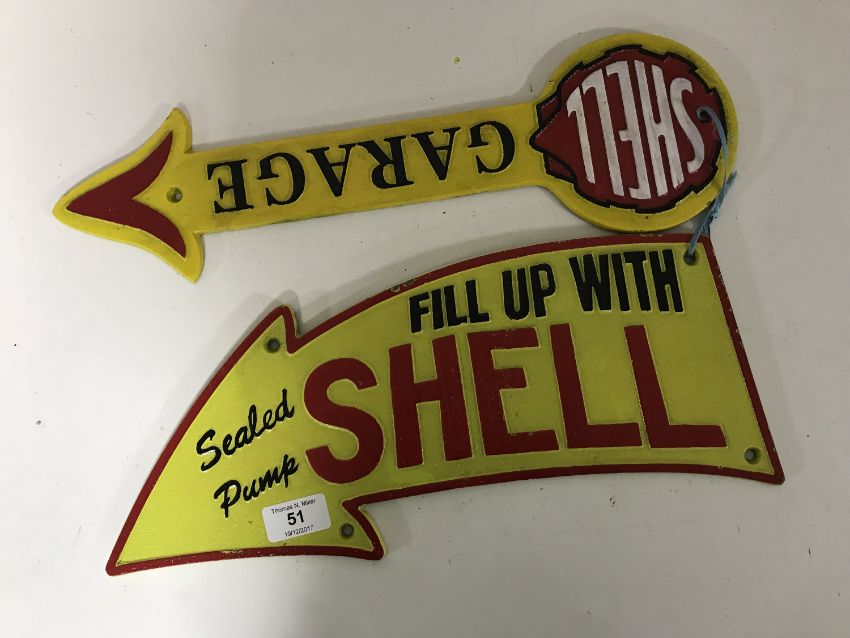 SHELL
GARAGE
FILL UP WITH
SHELL
Sealed
Pump
Thomas N. Miller
51
19/12/2017